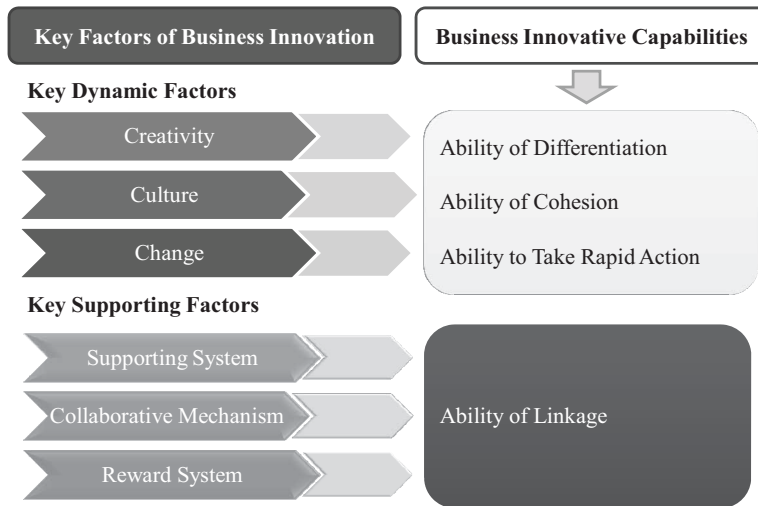 Key Factors of Business Innovation
Business Innovative Capabilities
Key Dynamic Factors
Creativity
Culture
Change
Ability of Differentiation
Ability of Cohesion
Ability to Take Rapid Action
Key Supporting Factors
Supporting System
Collaborative Mechanism
Reward System
Ability of Linkage